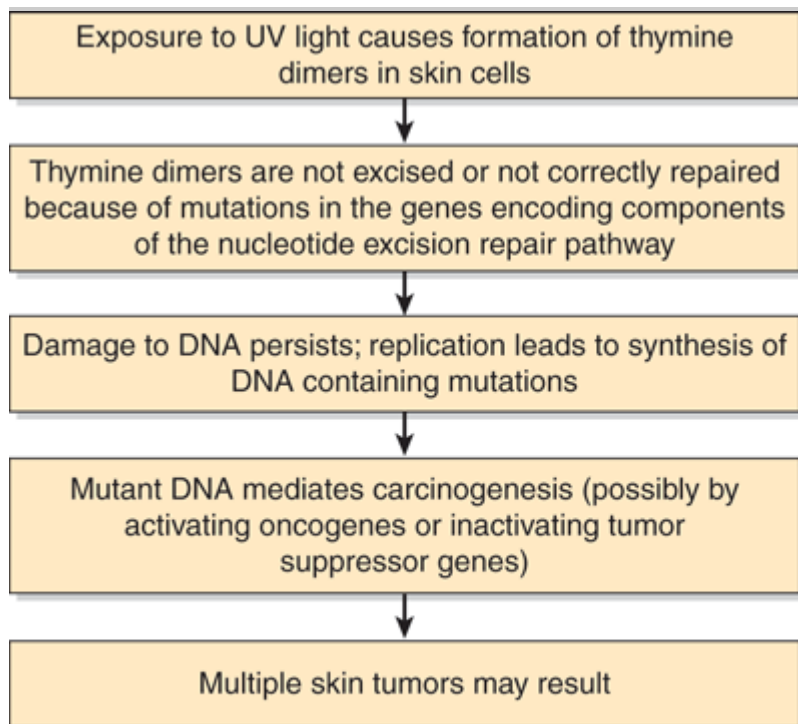 Exposure to UV light causes formation of thymine
dimers in skin cells
Thymine dimers are not excised or not correctly repaired
because of mutations in the genes encoding components
of the nucleotide excision repair pathway
Damage to DNA persists; replication leads to synthesis of
DNA containing mutations
Mutant DNA mediates carcinogenesis (possibly by
activating oncogenes or inactivating tumor
suppressor genes)
Multiple skin tumors may result